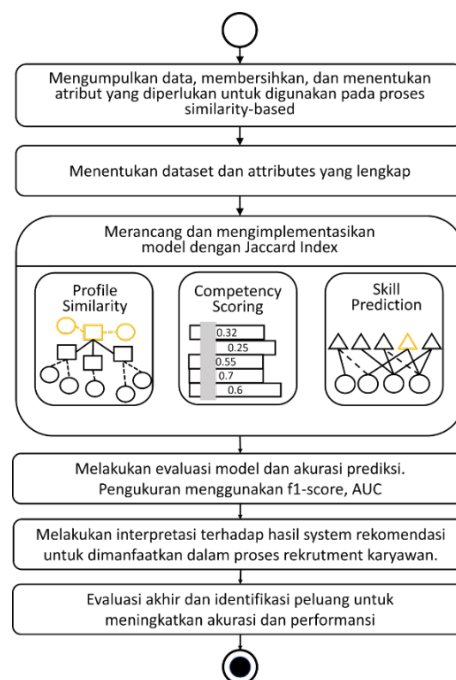 Mengumpulkan data, membersihkan, dan menentukan
atribut yang diperlukan untuk digunakan pada proses
similarity-based
Menentukan dataset dan attributes yang lengkap
Merancang dan mengimplementasikan
model dengan Jaccard Index
Profile
Similarity
Competency
Scoring
0.32
0.25
0.55
0.7
0.6
Skill
Prediction
Melakukan evaluasi model dan akurasi prediksi.
Pengukuran menggunakan f1-score, AUC
Melakukan interpretasi terhadap hasil system rekomendasi
untuk dimanfaatkan dalam proses rekrutment karyawan.
Evaluasi akhir dan identifikasi peluang untuk
meningkatkan akurasi dan performansi